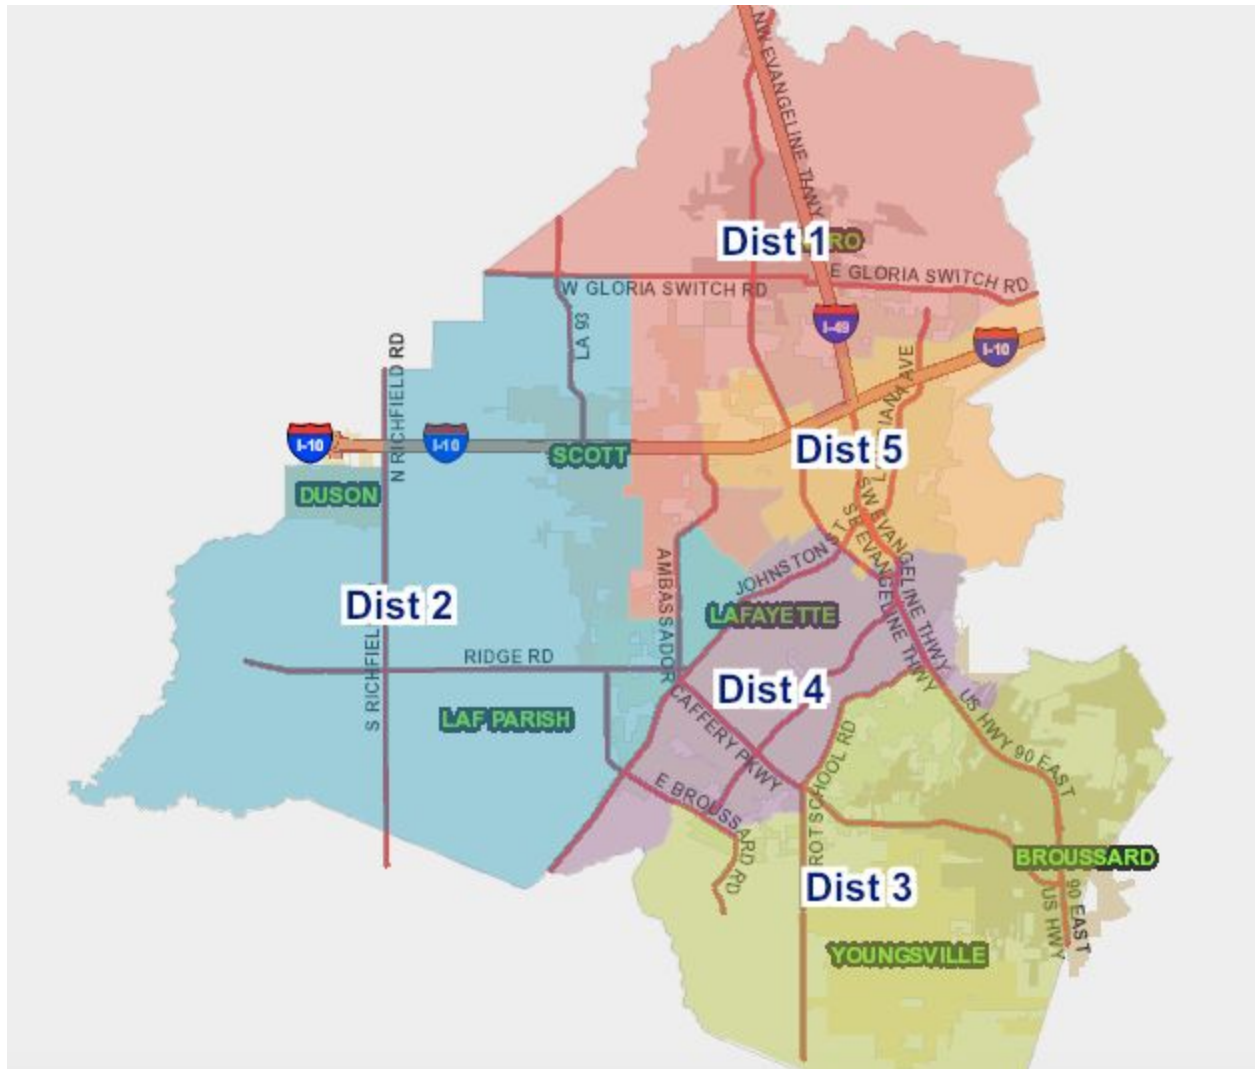 NW EVANGELINE THWY
Dist 1
RO
E GLORIA SWITCH RD
W GLORIA SWITCH RD
I-49
LA 93
I-10
N RICHFIELD RD
AVE
I-10
I-10
Dist 5
SCOTT
DUSON
SW EVANGELINE THWY
SE EVANGELINE THWY
JOHNSTON ST
AMBASSADOR
CAFFERY PKWY
Dist 2
LAFAYETTE
RIDGE RD
S RICHFIEL
Dist 4
LAF PARISH
US HWY 90 EAST
ROT SCHOOL RD
E BROUSSARD RD
BROUSSARD
Dist 3
US HWY 90 EAST
YOUNGSVILLE